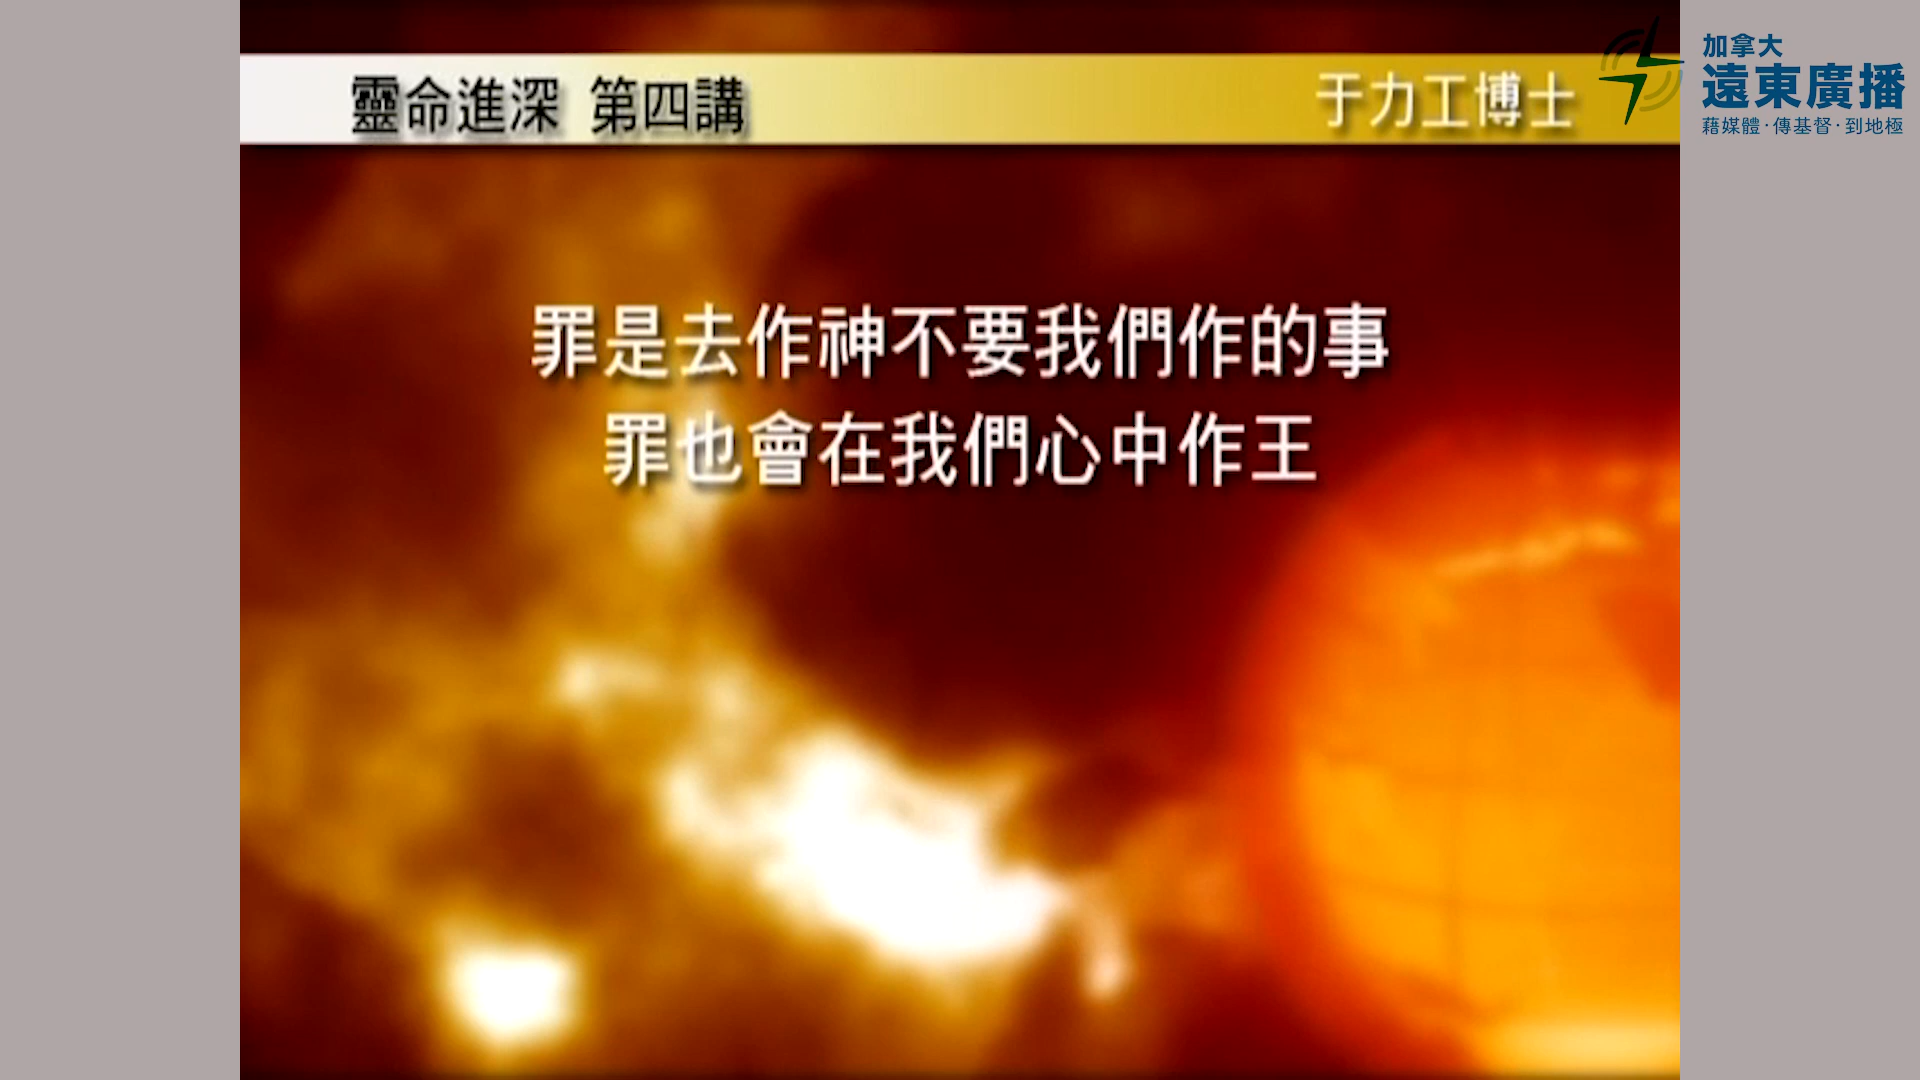 靈命進深 第四講
于力工博士
加拿大
遠東廣播
藉媒體·傳基督·到地極
罪是去作神不要我們作的事
罪也會在我們心中作王